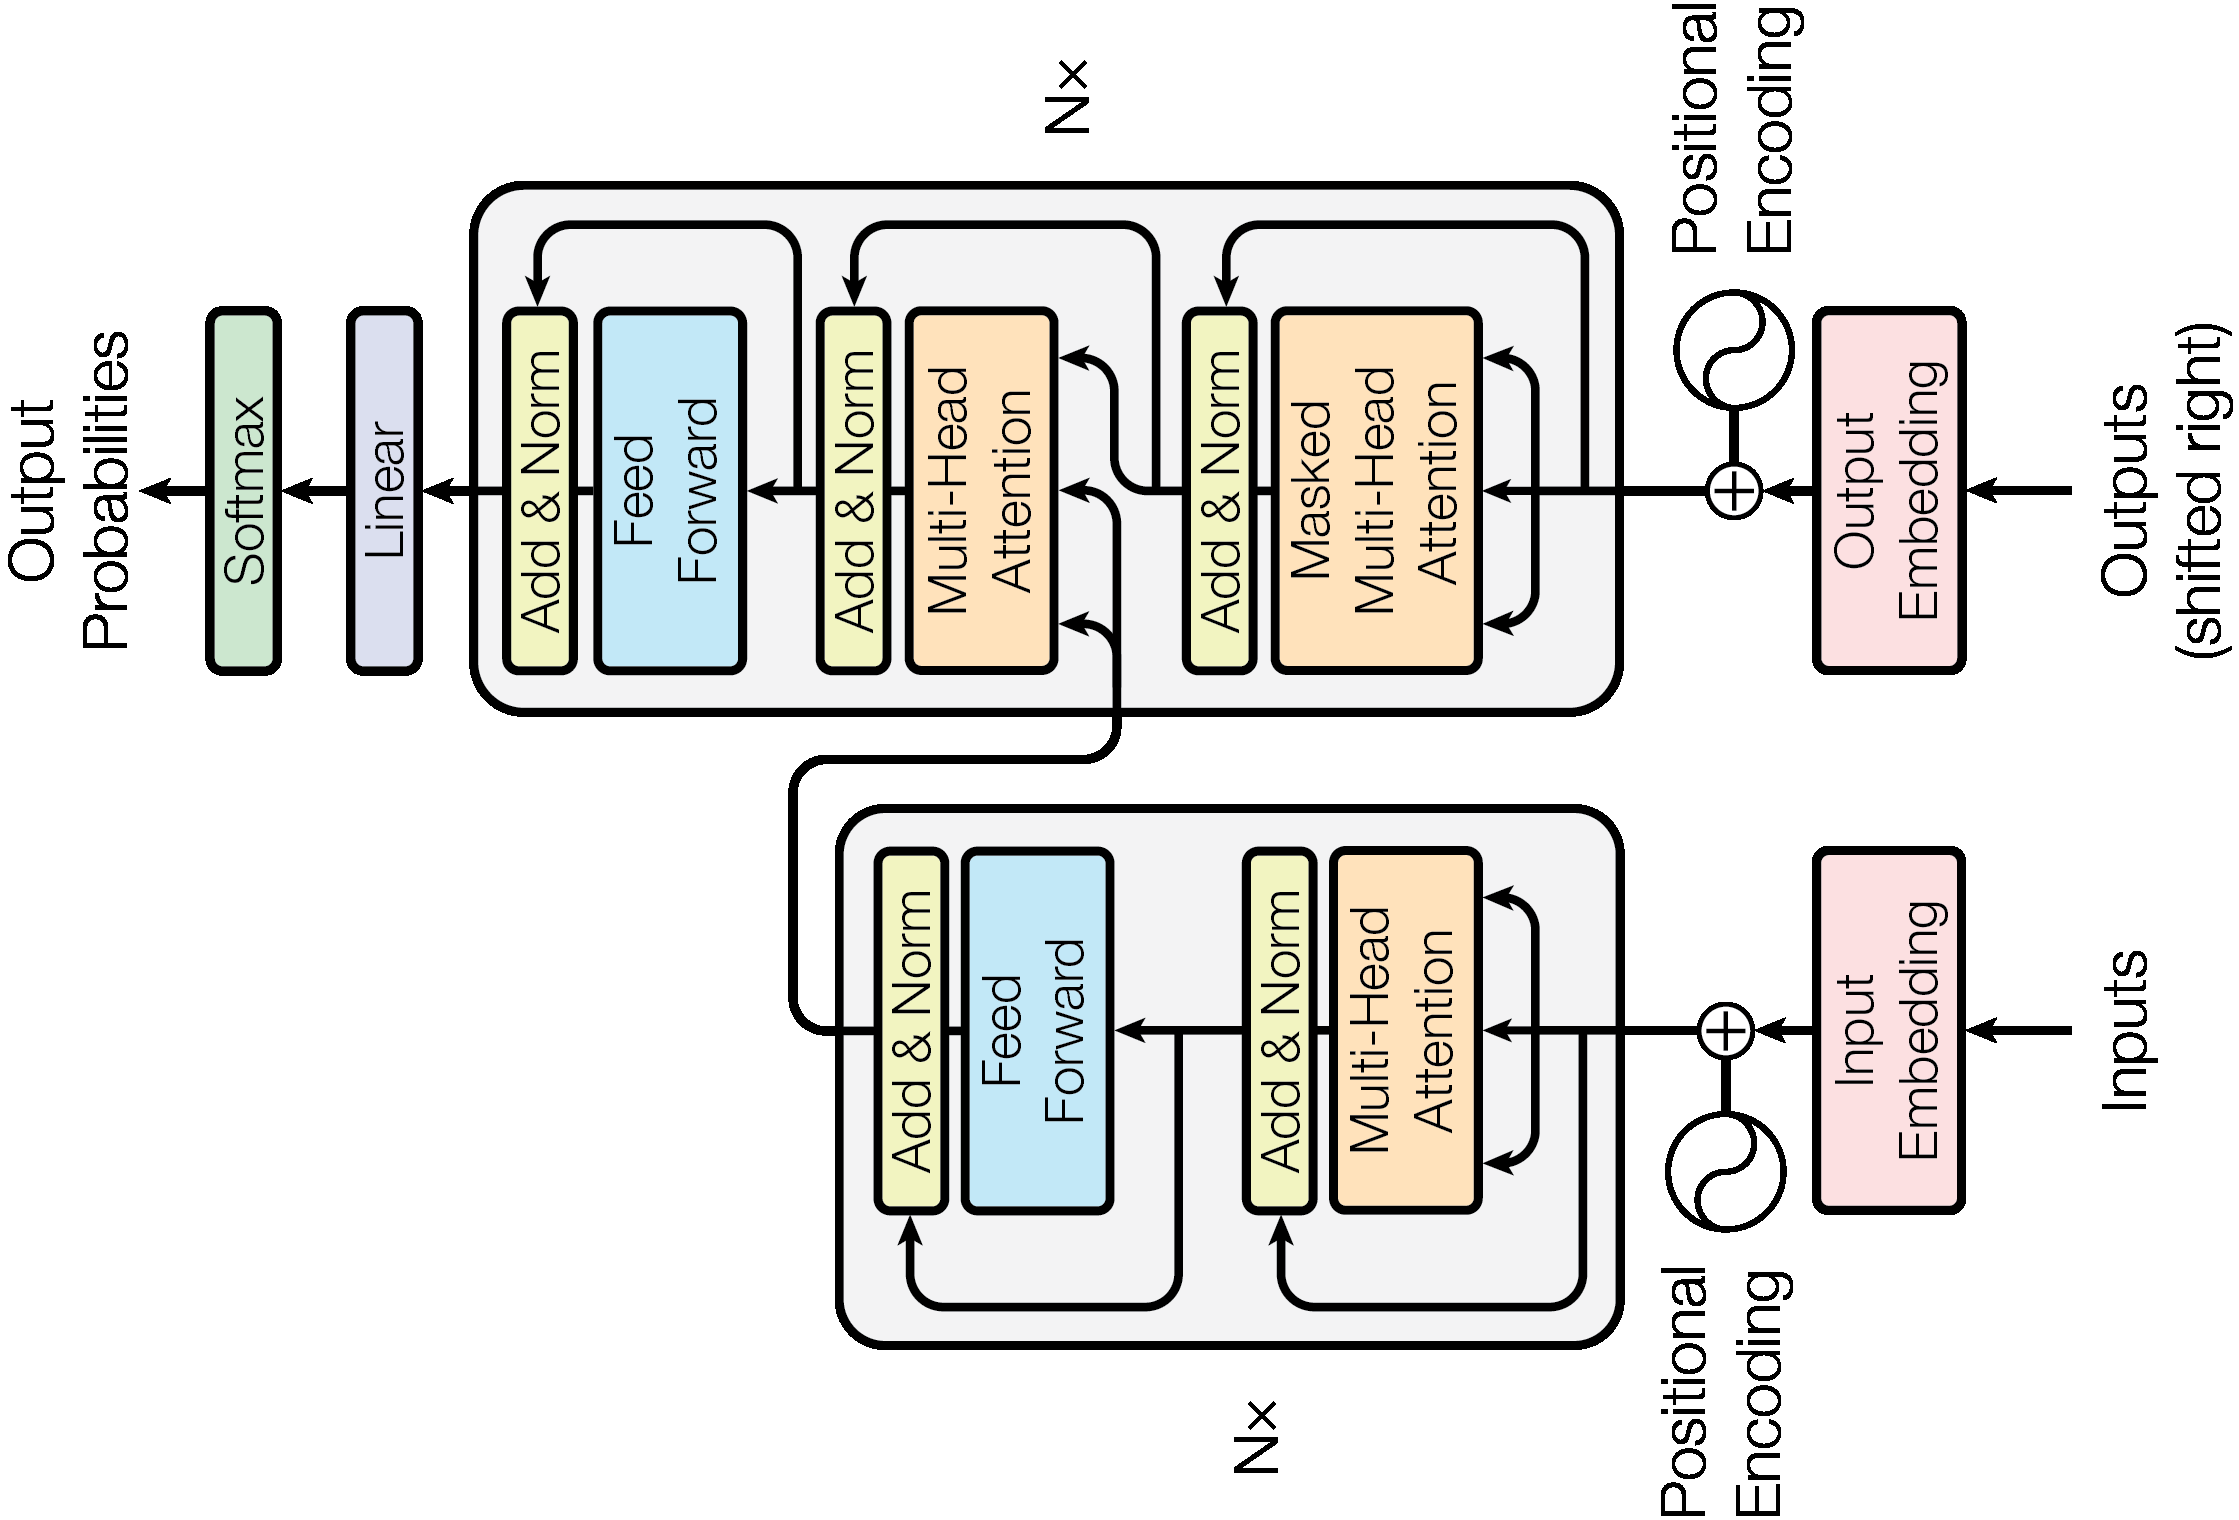 Output
Probabilities
Softmax
Linear
Add & Norm
Feed
Forward
Add & Norm
Multi-Head
Attention
Add & Norm
Masked
Multi-Head
Attention
N×
Positional
Encoding
Output
Embedding
Outputs
(shifted right)
Add & Norm
Feed
Forward
Add & Norm
Multi-Head
Attention
N×
Positional
Encoding
Input
Embedding
Inputs